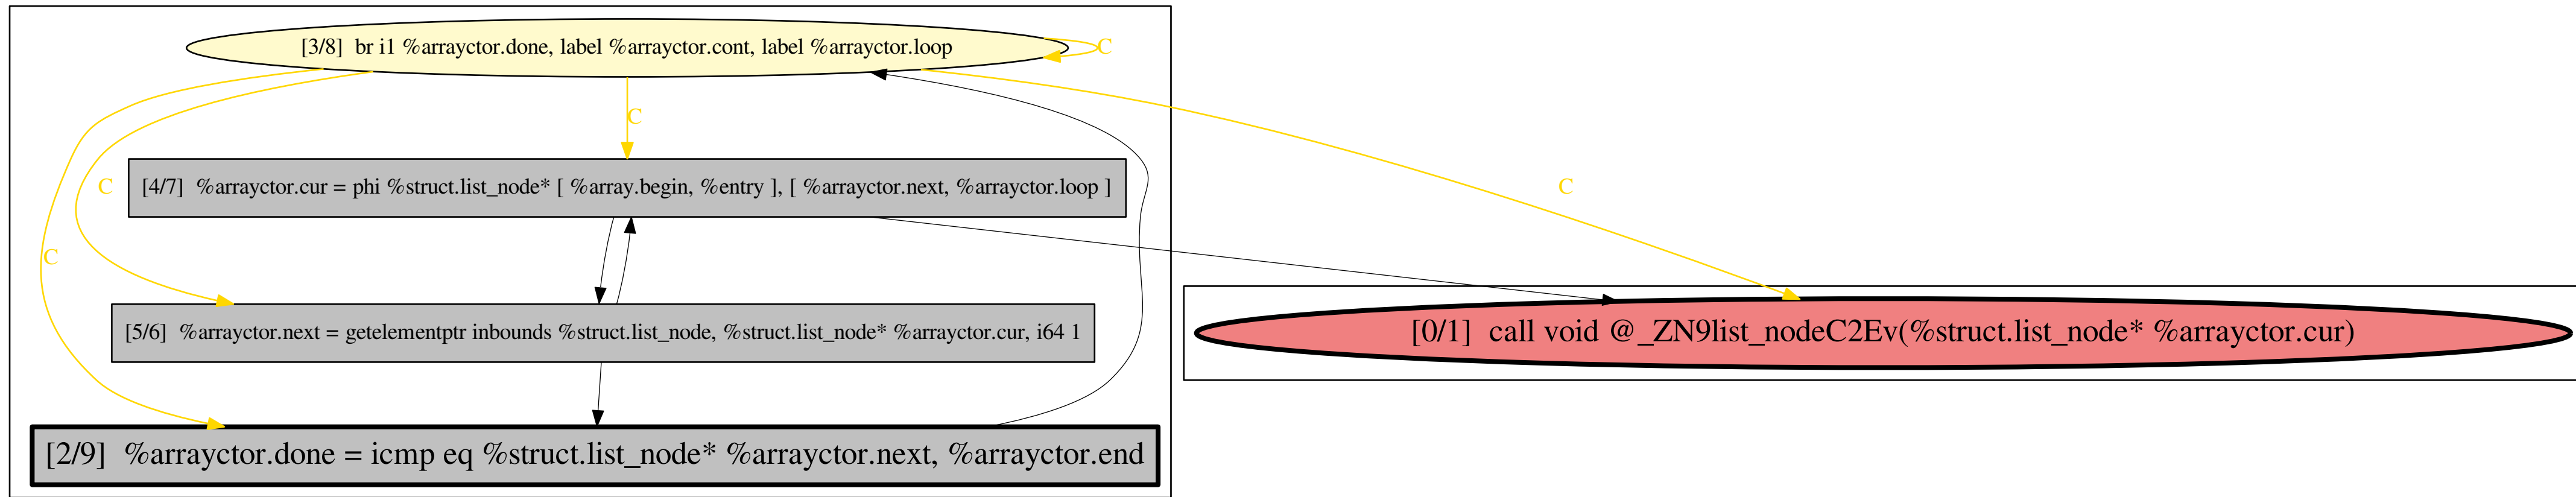 [3/8] br i1 %arrayctor.done, label %arrayctor.cont, label %arrayctor.loop
C
C
[4/7] %arrayctor.cur = phi %struct.list_node* [ %array.begin, %entry ], [ %arrayctor.next, %arrayctor.loop ]
C
C
C
[5/6] %arrayctor.next = getelementptr inbounds %struct.list_node, %struct.list_node* %arrayctor.cur, i64 1
[0/1] call void @_ZN9list_nodeC2Ev(%struct.list_node* %arrayctor.cur)
[2/9] %arrayctor.done = icmp eq %struct.list_node* %arrayctor.next, %arrayctor.end